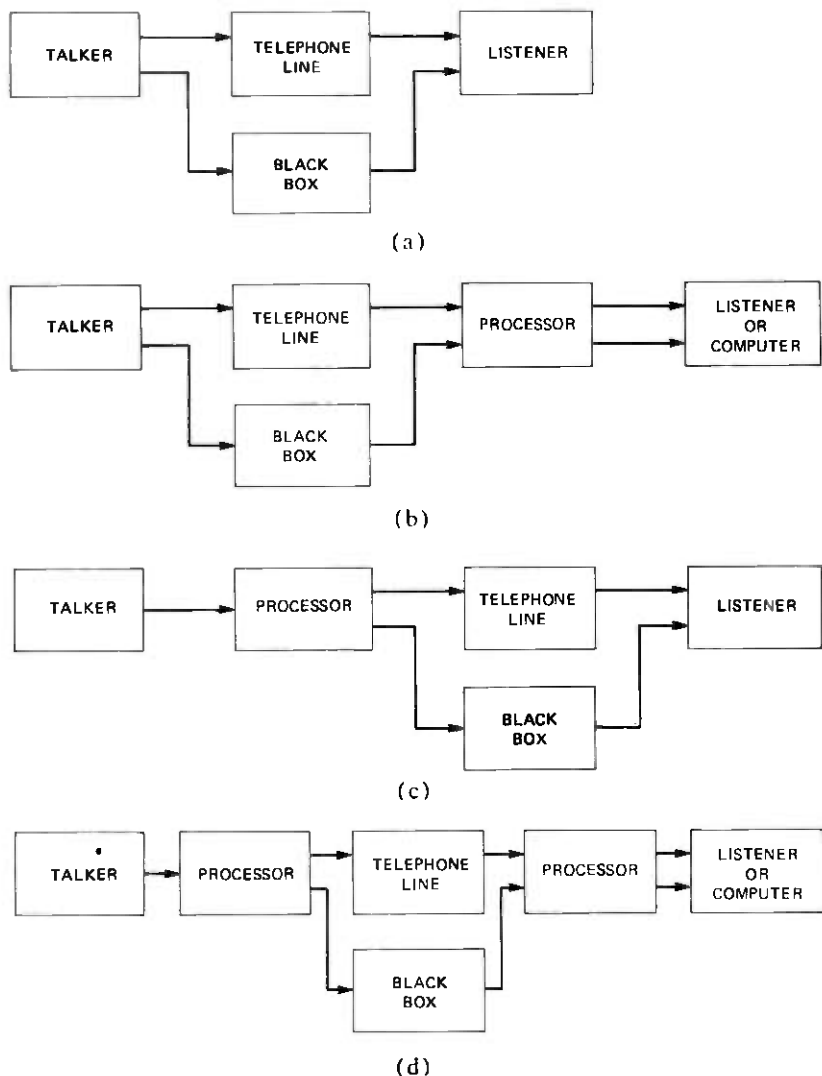 TALKER
TELEPHONE
LINE
LISTENER
BLACK
BOX
(a)
TALKER
TELEPHONE
LINE
PROCESSOR
LISTENER
OR
COMPUTER
BLACK
BOX
(b)
TALKER
PROCESSOR
TELEPHONE
LINE
LISTENER
BLACK
BOX
(c)
TALKER
PROCESSOR
TELEPHONE
LINE
PROCESSOR
LISTENER
OR
COMPUTER
BLACK
BOX
(d)